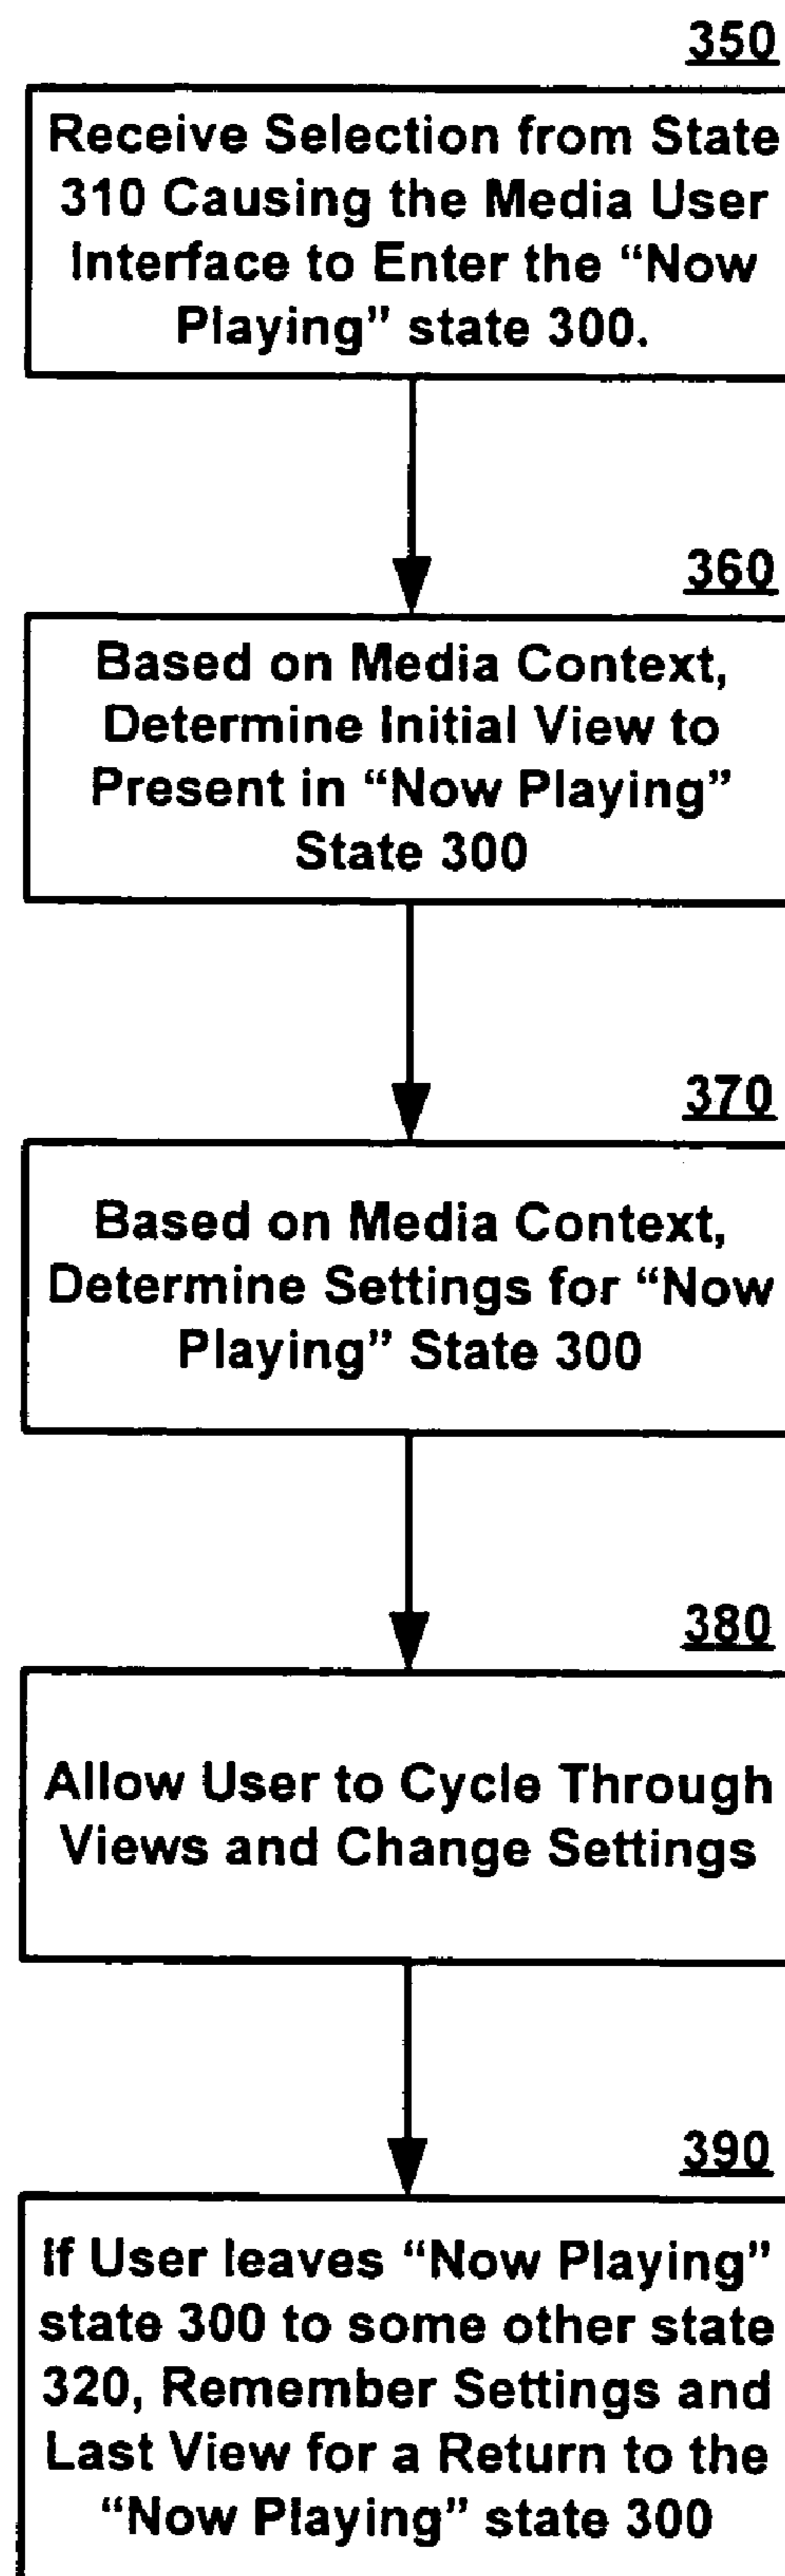 350
Receive Selection from State
310 Causing the Media User
Interface to Enter the “Now
Playing” state 300.
360
Based on Media Context,
Determine Initial View to
Present in “Now Playing”
State 300
370
Based on Media Context,
Determine Settings for “Now
Playing” State 300
380
Allow User to Cycle Through
Views and Change Settings
390
If User leaves “Now Playing”
state 300 to some other state
320, Remember Settings and
Last View for a Return to the
“Now Playing” state 300